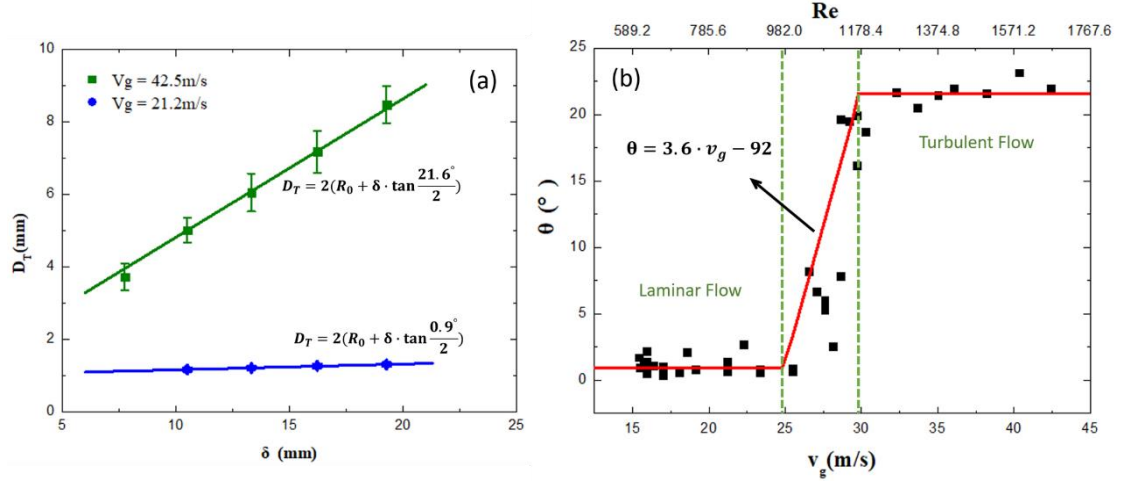 (a)
Vg = 42.5m/s
Vg = 21.2m/s
D_T = 2(R_0 + δ · tan 21.6°/2)
D_T = 2(R_0 + δ · tan 0.9°/2)
D_T(mm)
10
8
6
4
2
0
5 10 15 20 25
δ (mm)
Re
589.2 785.6 982.0 1178.4 1374.8 1571.2 1767.6
(b)
θ = 3.6 · v_g − 92
Turbulent Flow
Laminar Flow
θ (°)
25
20
15
10
5
0
15 20 25 30 35 40 45
v_g(m/s)